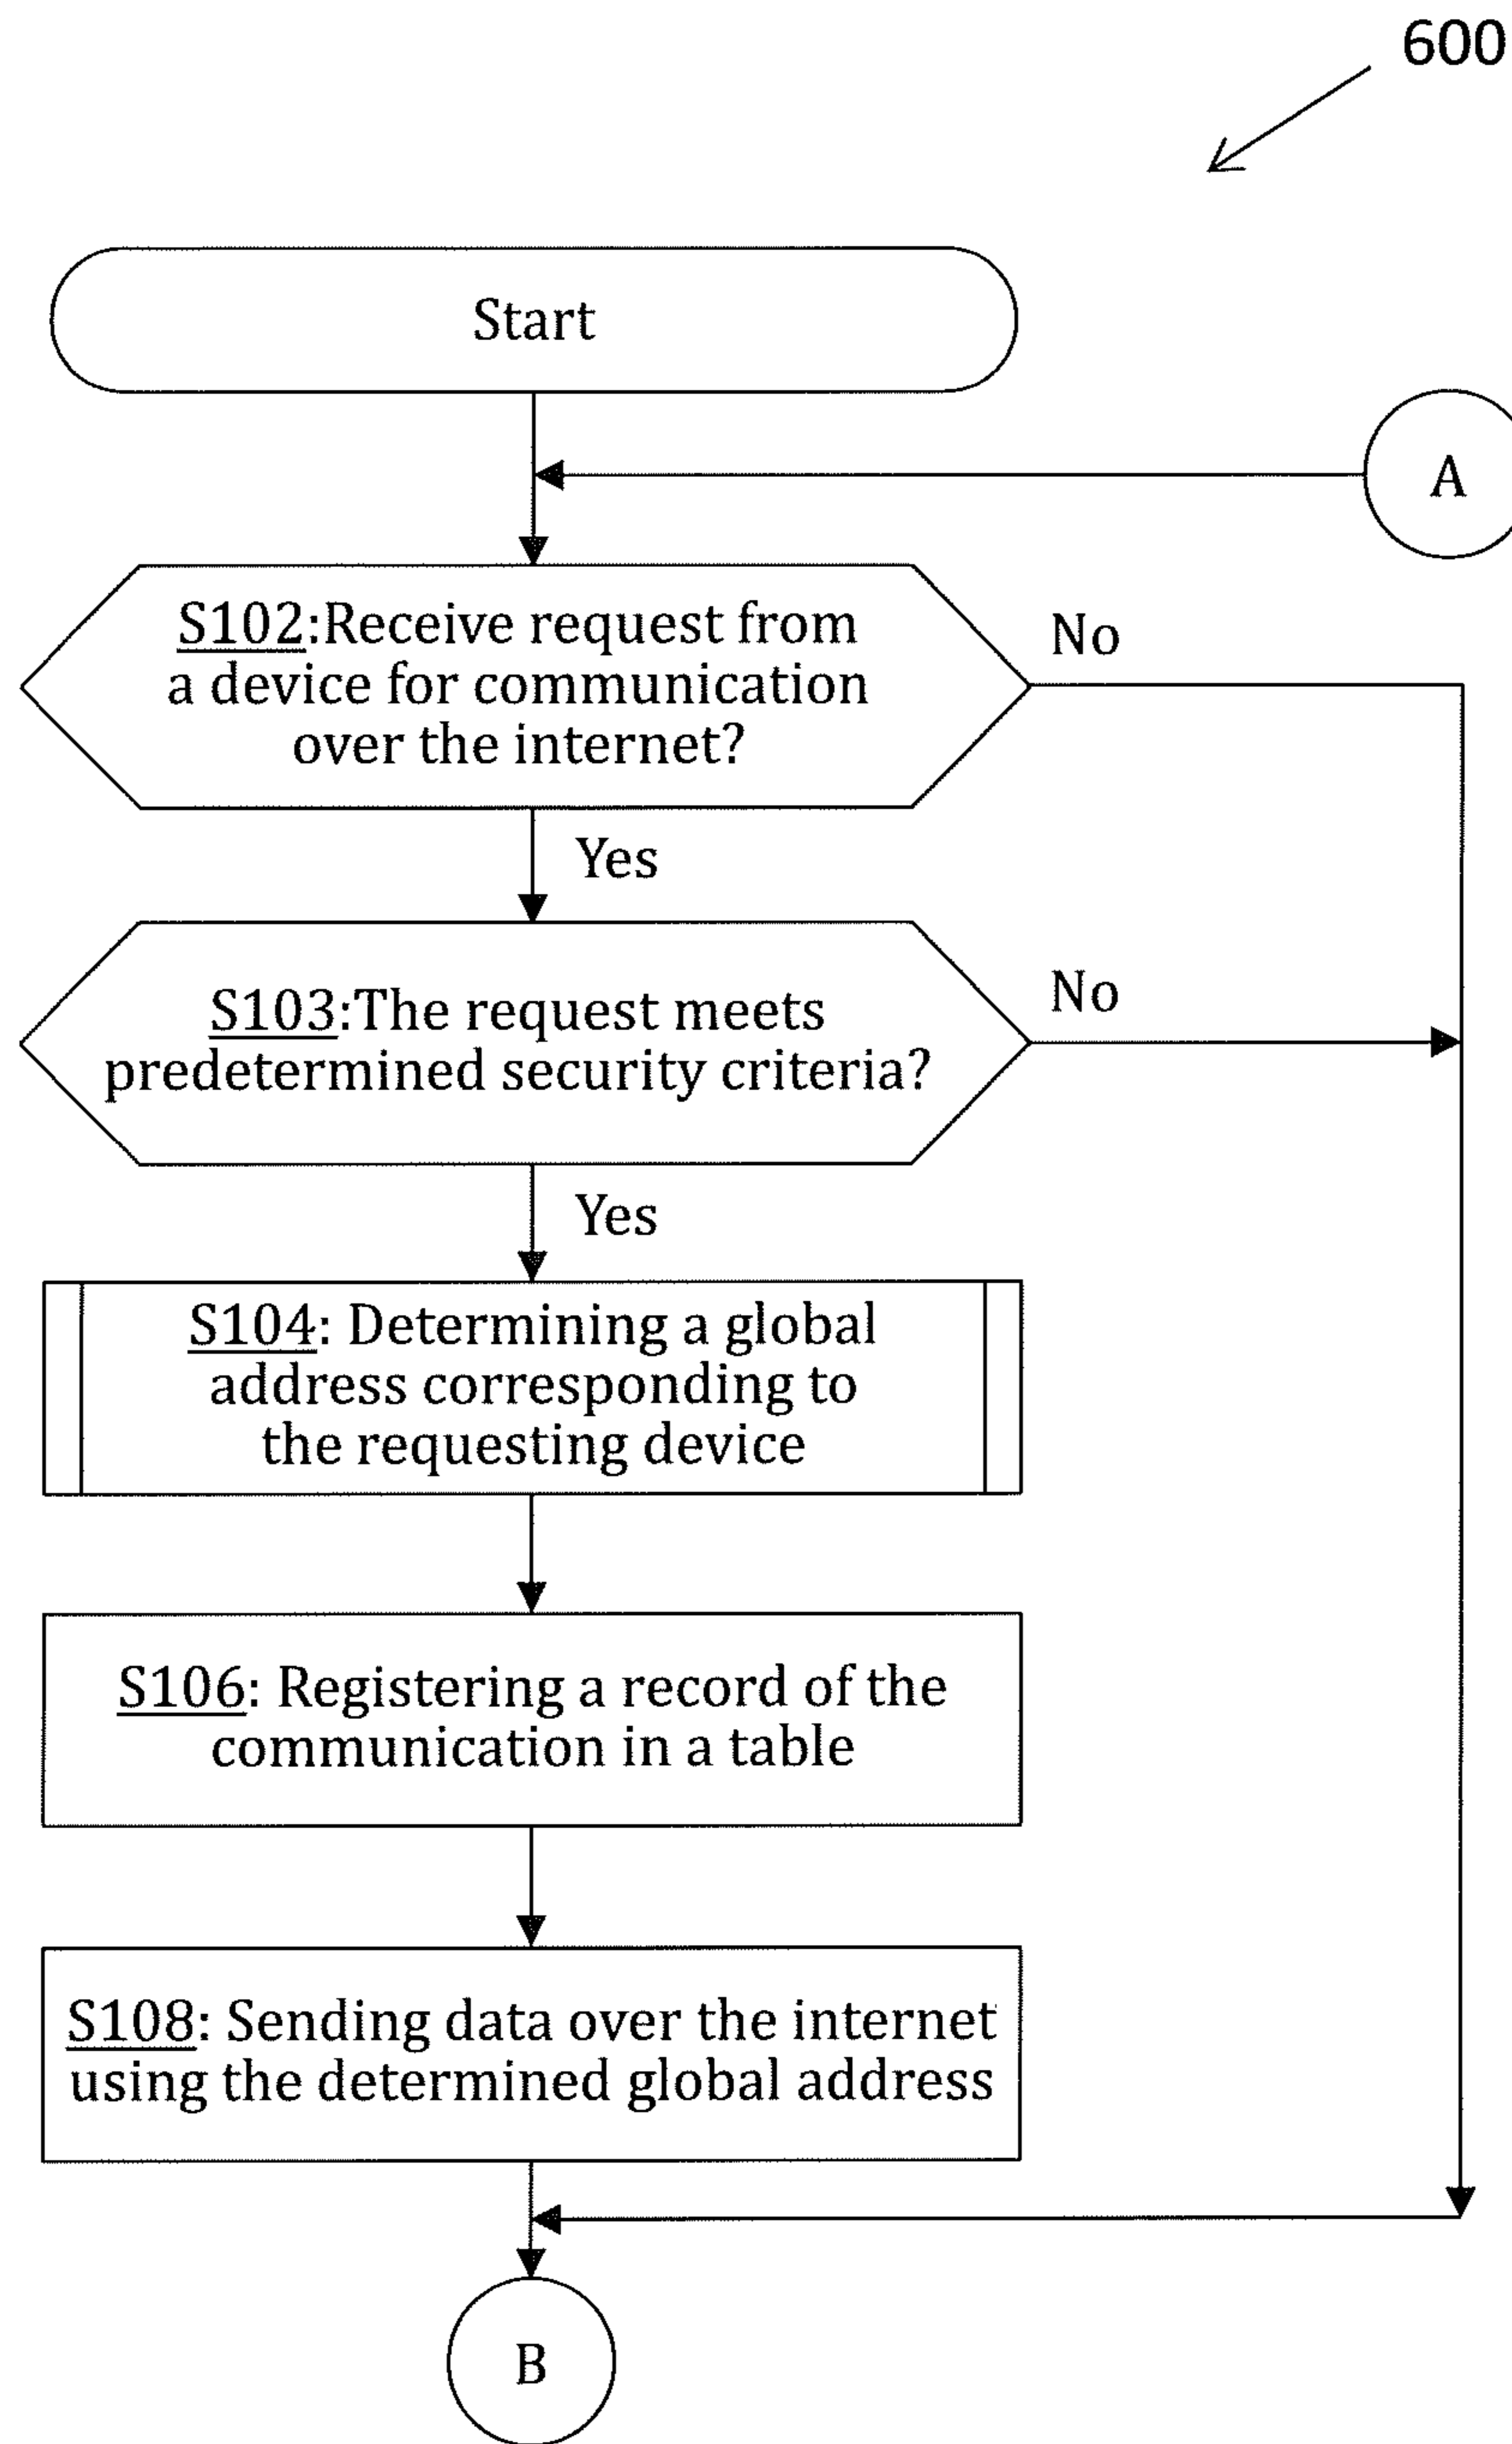 600
Start
A
S102:Receive request from
a device for communication
over the internet?
No
Yes
S103:The request meets
predetermined security criteria?
No
Yes
S104: Determining a global
address corresponding to
the requesting device
S106: Registering a record of the
communication in a table
S108: Sending data over the internet
using the determined global address
B